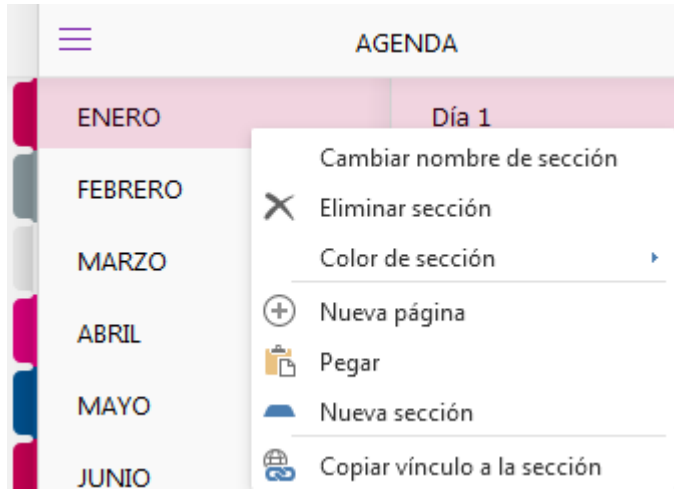 AGENDA
ENERO
Día 1
FEBRERO
MARZO
ABRIL
MAYO
JUNIO
Cambiar nombre de sección
Eliminar sección
Color de sección
Nueva página
Pegar
Nueva sección
Copiar vínculo a la sección